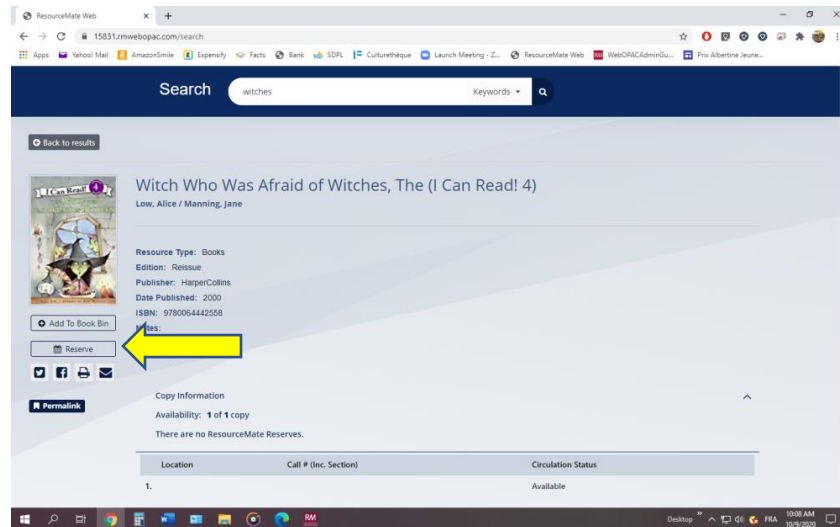 ResourceMate Web
15831.rmwebopac.com/search
Apps Yahoo! Mail AmazonSmile Expensify Facts Bank SDPL Culturethèque Launch Meeting - Z... ResourceMate Web WebOPACAdminGu... Prix Albertine Jeune...
Search witches Keywords
Back to results
I Can Read! 4
Witch Who Was Afraid of Witches, The (I Can Read! 4)
Low, Alice / Manning, Jane
Resource Type: Books
Edition: Reissue
Publisher: HarperCollins
Date Published: 2000
ISBN: 9780064442558
Add To Book Bin
Notes:
Reserve
Permalink
Copy Information
Availability: 1 of 1 copy
There are no ResourceMate Reserves.
Location Call # (Inc. Section) Circulation Status
1. Available
RM Desktop FRA 10:08 AM
10/9/2020